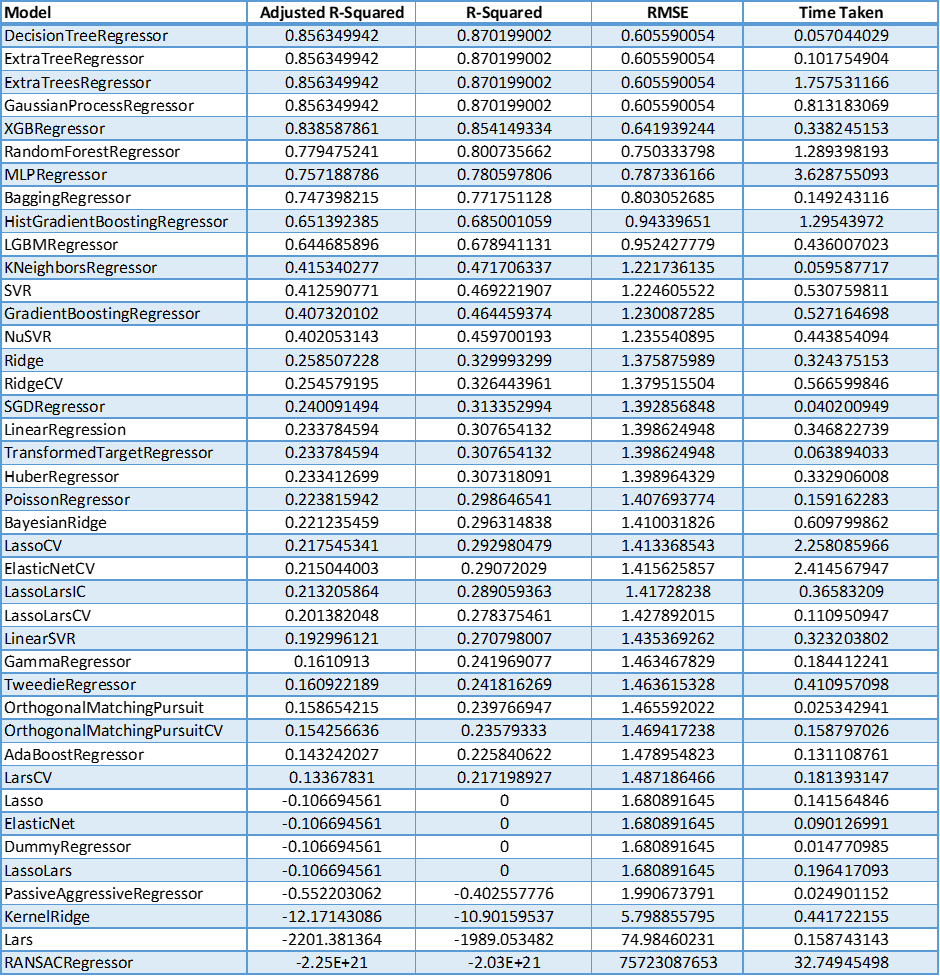 Model Adjusted R-Squared R-Squared RMSE Time Taken
DecisionTreeRegressor 0.856349942 0.870199002 0.605590054 0.057044029
ExtraTreeRegressor 0.856349942 0.870199002 0.605590054 0.101754904
ExtraTreesRegressor 0.856349942 0.870199002 0.605590054 1.757531166
GaussianProcessRegressor 0.856349942 0.870199002 0.605590054 0.813183069
XGBRegressor 0.838587861 0.854149334 0.641939244 0.338245153
RandomForestRegressor 0.779475241 0.800735662 0.750333798 1.289398193
MLPRegressor 0.757188786 0.780597806 0.787336166 3.628755093
BaggingRegressor 0.747398215 0.771751128 0.803052685 0.149243116
HistGradientBoostingRegressor 0.651392385 0.685001059 0.94339651 1.29543972
LGBMRegressor 0.644685896 0.678941131 0.952427779 0.436007023
KNeighborsRegressor 0.415340277 0.471706337 1.221736135 0.059587717
SVR 0.412590771 0.469221907 1.224605522 0.530759811
GradientBoostingRegressor 0.407320102 0.464459374 1.230087285 0.527164698
NuSVR 0.402053143 0.459700193 1.235540895 0.443854094
Ridge 0.258507228 0.329993299 1.375875989 0.324375153
RidgeCV 0.254579195 0.326443961 1.379515504 0.566599846
SGDRegressor 0.240091494 0.313352994 1.392856848 0.040200949
LinearRegression 0.233784594 0.307654132 1.398624948 0.346822739
TransformedTargetRegressor 0.233784594 0.307654132 1.398624948 0.063894033
HuberRegressor 0.233412699 0.307318091 1.398964329 0.332906008
PoissonRegressor 0.223815942 0.298646541 1.407693774 0.159162283
BayesianRidge 0.221235459 0.296314838 1.410031826 0.609799862
LassoCV 0.217545341 0.292980479 1.413368543 2.258085966
ElasticNetCV 0.215044003 0.29072029 1.415625857 2.414567947
LassoLarsIC 0.213205864 0.289059363 1.41728238 0.36583209
LassoLarsCV 0.201382048 0.278375461 1.427892015 0.110950947
LinearSVR 0.192996121 0.270798007 1.435369262 0.323203802
GammaRegressor 0.1610913 0.241969077 1.463467829 0.184412241
TweedieRegressor 0.160922189 0.241816269 1.463615328 0.410957098
OrthogonalMatchingPursuit 0.158654215 0.239766947 1.465592022 0.025342941
OrthogonalMatchingPursuitCV 0.154256636 0.23579333 1.469417238 0.158797026
AdaBoostRegressor 0.143242027 0.225840622 1.478954823 0.131108761
LarsCV 0.13367831 0.217198927 1.487186466 0.181393147
Lasso -0.106694561 0 1.680891645 0.141564846
ElasticNet -0.106694561 0 1.680891645 0.090126991
DummyRegressor -0.106694561 0 1.680891645 0.014770985
LassoLars -0.106694561 0 1.680891645 0.196417093
PassiveAggressiveRegressor -0.552203062 -0.402557776 1.990673791 0.024901152
KernelRidge -12.17143086 -10.90159537 5.798855795 0.441722155
Lars -2201.381364 -1989.053482 74.98460231 0.158743143
RANSACRegressor -2.25E+21 -2.03E+21 75723087653 32.74945498